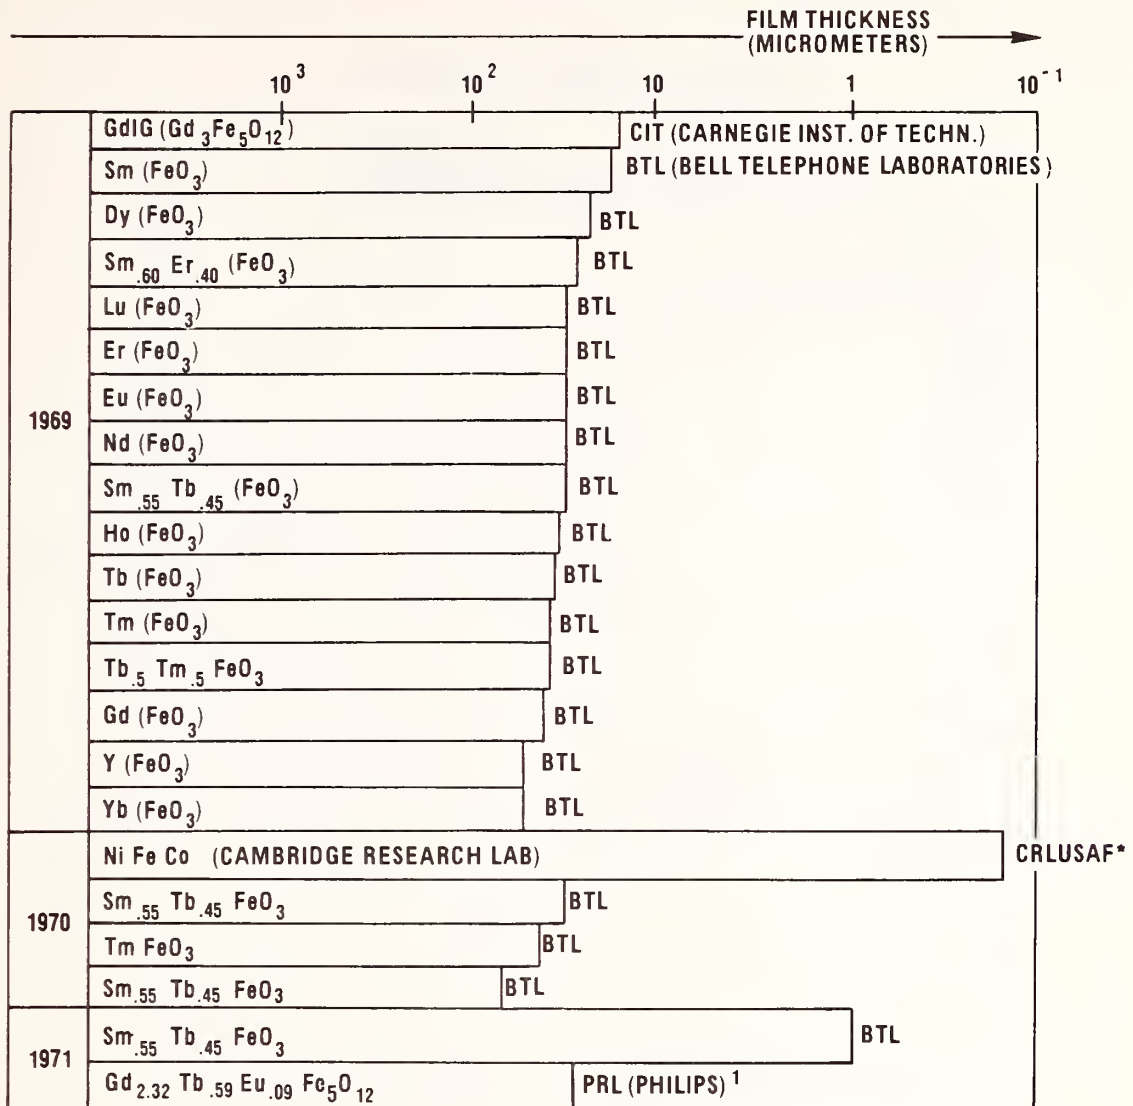 FILM THICKNESS
(MICROMETERS)
10³ 10² 10 1 10⁻¹
GdIG (Gd₃Fe₅O₁₂) CIT (CARNEGIE INST. OF TECHN.)
Sm (FeO₃) BTL (BELL TELEPHONE LABORATORIES)
Dy (FeO₃) BTL
Sm.₆₀ Er.₄₀ (FeO₃) BTL
Lu (FeO₃) BTL
Er (FeO₃) BTL
Eu (FeO₃) BTL
1969
Nd (FeO₃) BTL
Sm.₅₅ Tb.₄₅ (FeO₃) BTL
Ho (FeO₃) BTL
Tb (FeO₃) BTL
Tm (FeO₃) BTL
Tb.₅ Tm.₅ FeO₃ BTL
Gd (FeO₃) BTL
Y (FeO₃) BTL
Yb (FeO₃) BTL
Ni Fe Co (CAMBRIDGE RESEARCH LAB) CRLUSAF*
1970
Sm.₅₅ Tb.₄₅ FeO₃ BTL
Tm FeO₃ BTL
Sm.₅₅ Tb.₄₅ FeO₃ BTL
1971
Sm.₅₅ Tb.₄₅ FeO₃ BTL
Gd₂.₃₂ Tb.₅₉ Eu.₀₉ Fe₅O₁₂ PRL (PHILIPS)¹